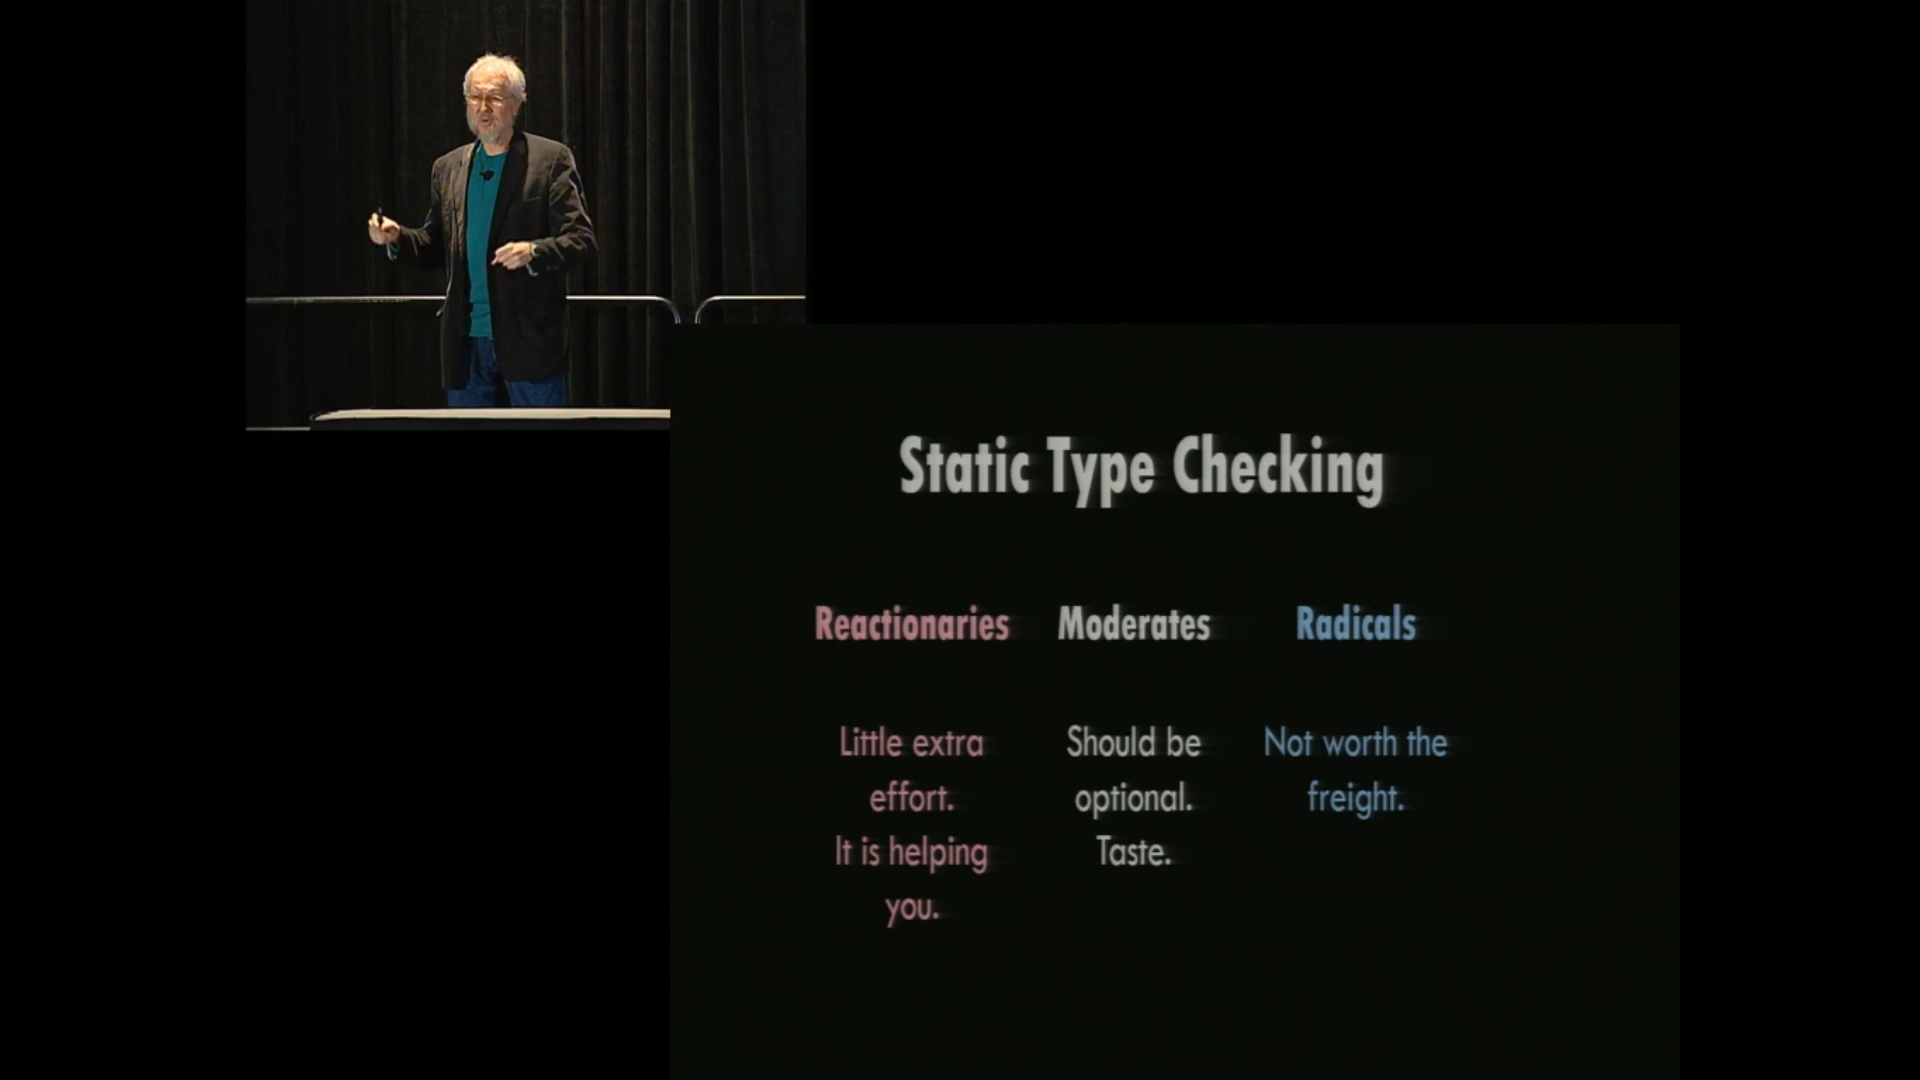 Static Type Checking
Reactionaries Moderates Radicals
Little extra
effort.
It is helping
you.
Should be
optional.
Taste.
Not worth the
freight.